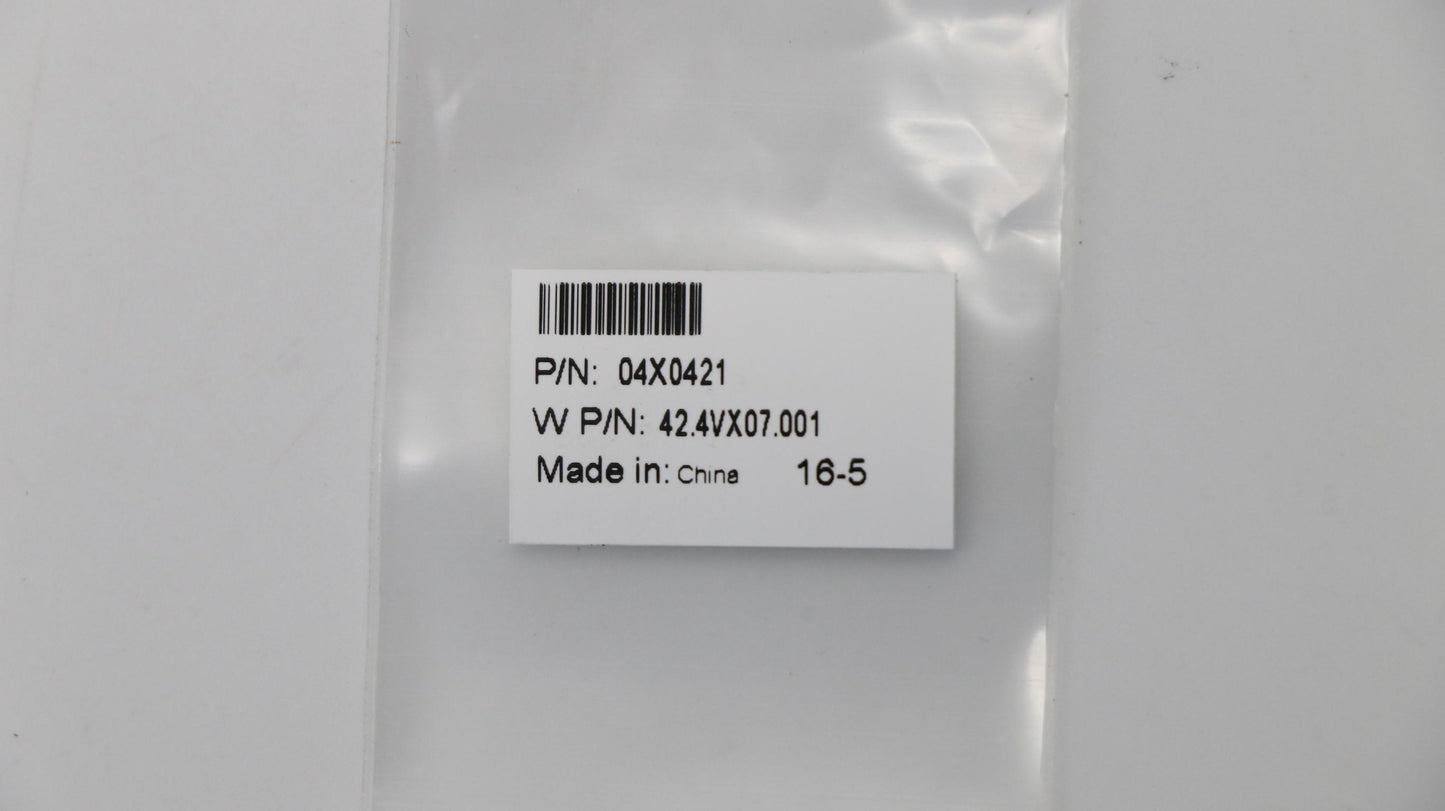 P/N: 04X0421
W P/N: 42.4VX07.001
Made in: China 16-5